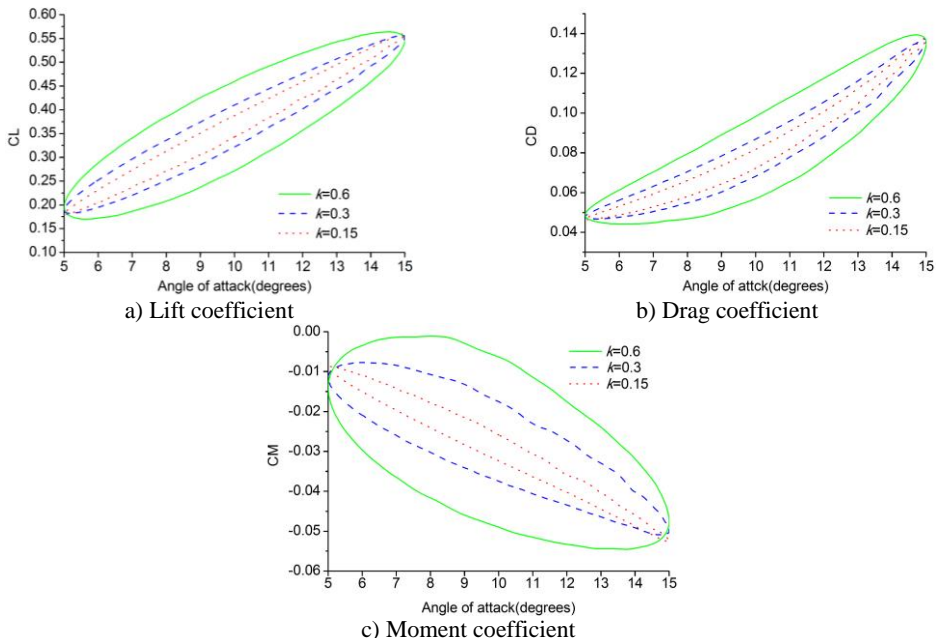 0.60
0.55
0.50
0.45
0.40
0.35
0.30
0.25
0.20
0.15
0.10
CL
k=0.6
k=0.3
k=0.15
5 6 7 8 9 10 11 12 13 14 15
Angle of attack(degrees)
a) Lift coefficient
0.14
0.12
0.10
0.08
0.06
0.04
CD
k=0.6
k=0.3
k=0.15
5 6 7 8 9 10 11 12 13 14 15
Angle of attck(degrees)
b) Drag coefficient
0.00
-0.01
-0.02
-0.03
-0.04
-0.05
-0.06
CM
k=0.6
k=0.3
k=0.15
5 6 7 8 9 10 11 12 13 14 15
Angle of attack(degrees)
c) Moment coefficient